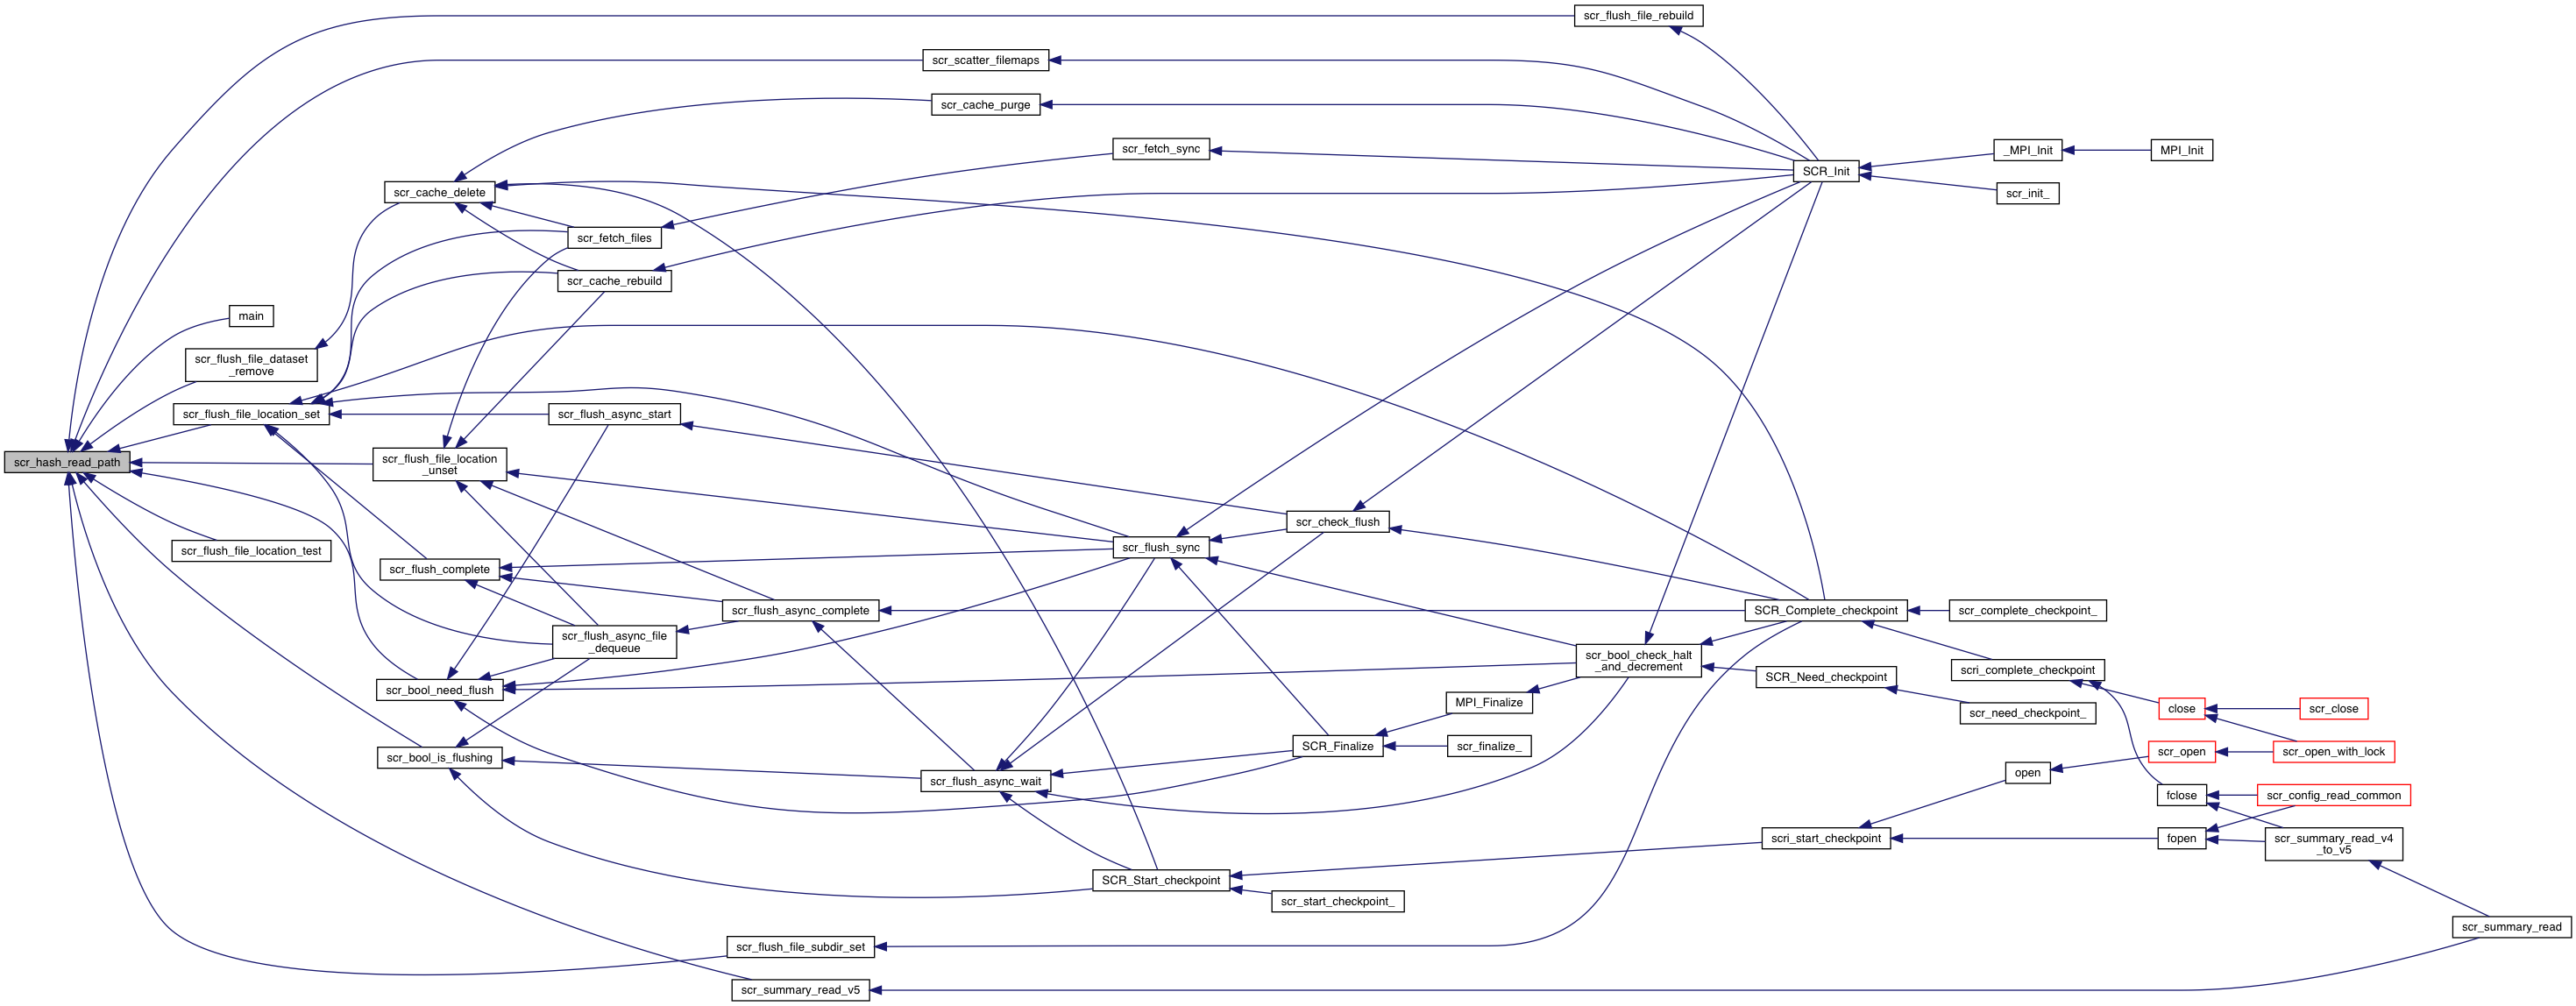 scr_flush_file_rebuild
scr_scatter_filemaps
scr_cache_purge
scr_fetch_sync
_MPI_Init
MPI_Init
SCR_Init
scr_cache_delete
scr_init_
scr_fetch_files
scr_cache_rebuild
main
scr_flush_file_dataset
_remove
scr_flush_file_location_set
scr_flush_async_start
scr_hash_read_path
scr_flush_file_location
_unset
scr_check_flush
scr_flush_file_location_test
scr_flush_sync
scr_flush_complete
scr_flush_async_complete
SCR_Complete_checkpoint
scr_complete_checkpoint_
scr_flush_async_file
_dequeue
scr_bool_check_halt
_and_decrement
scri_complete_checkpoint
SCR_Need_checkpoint
scr_bool_need_flush
MPI_Finalize
scr_need_checkpoint_
close
scr_close
SCR_Finalize
scr_finalize_
scr_open
scr_open_with_lock
scr_bool_is_flushing
open
scr_flush_async_wait
fclose
scr_config_read_common
scri_start_checkpoint
fopen
scr_summary_read_v4
_to_v5
SCR_Start_checkpoint
scr_start_checkpoint_
scr_summary_read
scr_flush_file_subdir_set
scr_summary_read_v5